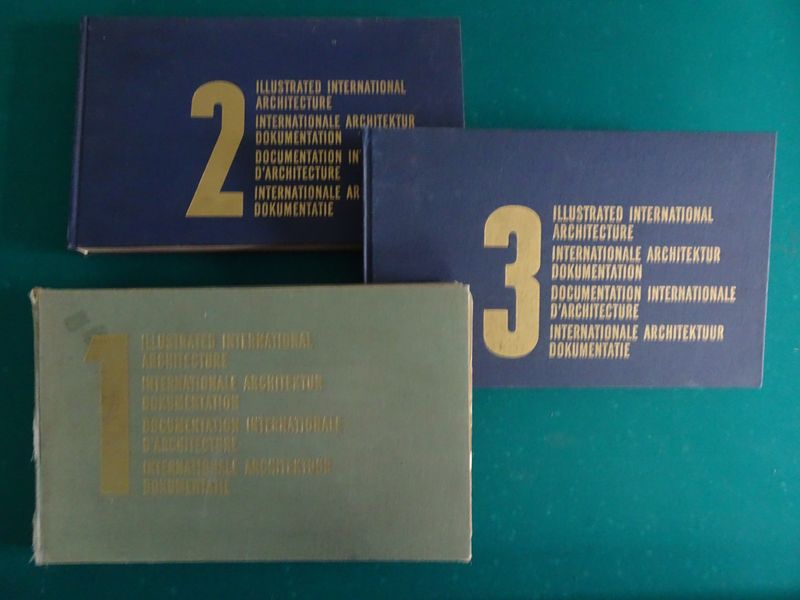 2
ILLUSTRATED INTERNATIONAL
ARCHITECTURE
INTERNATIONALE ARCHITEKTUR
DOKUMENTATION
DOCUMENTATION INT
D'ARCHITECTURE
INTERNATIONALE AR
DOKUMENTATIE
3
ILLUSTRATED INTERNATIONAL
ARCHITECTURE
INTERNATIONALE ARCHITEKTUR
DOKUMENTATION
DOCUMENTATION INTERNATIONALE
D'ARCHITECTURE
INTERNATIONALE ARCHITEKTUUR
DOKUMENTATIE
1
ILLUSTRATED INTERNATIONAL
ARCHITECTURE
INTERNATIONALE ARCHITEKTUR
DOKUMENTATION
DOCUMENTATION INTERNATIONALE
D'ARCHITECTURE
INTERNATIONALE ARCHITEKTUUR
DOKUMENTATIE